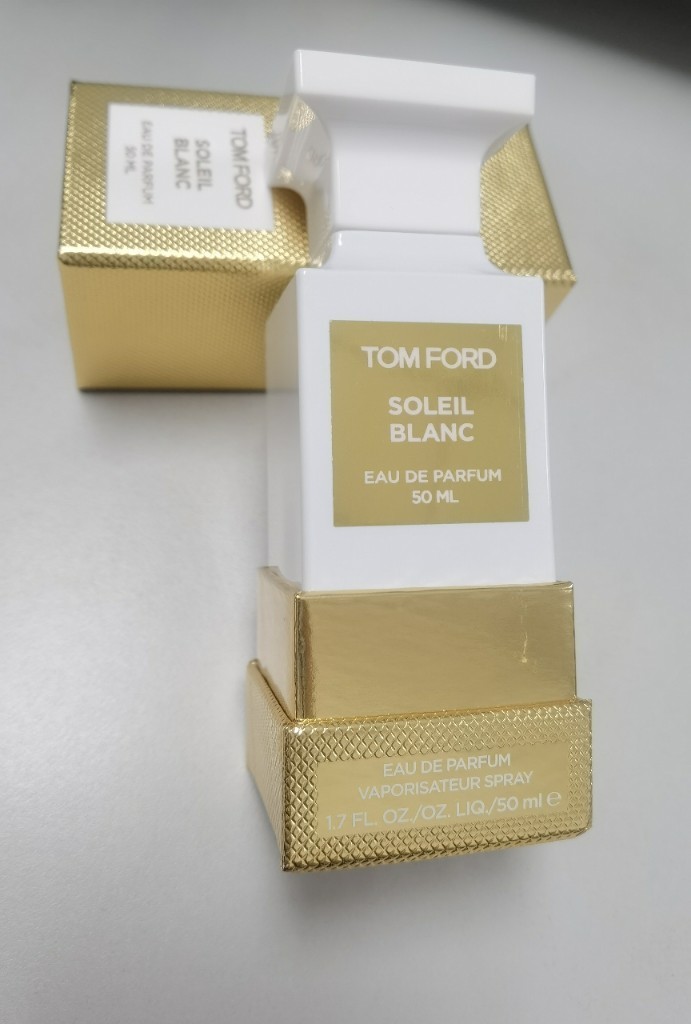 TOM FORD
SOLEIL
BLANC
EAU DE PARFUM
50 ML
TOM FORD
SOLEIL
BLANC
EAU DE PARFUM
50 ML
EAU DE PARFUM
VAPORISATEUR SPRAY
1.7 FL. OZ./OZ. LIQ./50 ml ℮